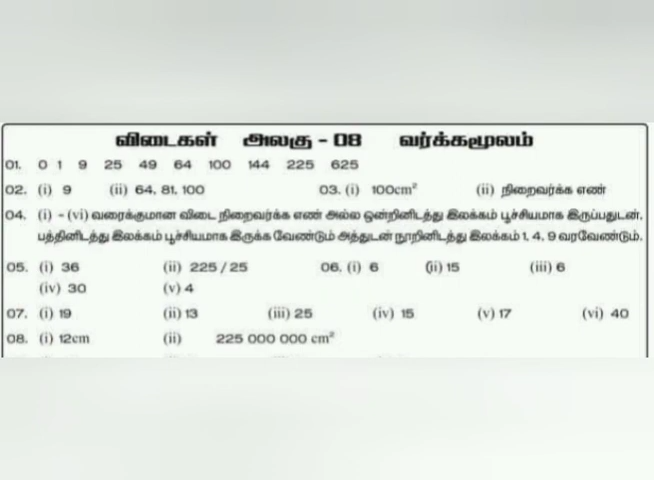 விடைகள் அலகு - 08 வர்க்கமூலம்
01. 0 1 9 25 49 64 100 144 225 625
02. (i) 9 (ii) 64, 81, 100 03. (i) 100cm² (ii) நிறைவர்க்க எண்
04. (i) - (vi) வரைக்குமான விடை நிறைவர்க்க எண் அல்ல ஒன்றினிடத்து இலக்கம் பூச்சியமாக இருப்பதுடன்,
பத்தினிடத்து இலக்கம் பூச்சியமாக இருக்க வேண்டும் அத்துடன் நூறினிடத்து இலக்கம் 1, 4, 9 வரவேண்டும்.
05. (i) 36 (ii) 225 / 25 06. (i) 6 (ii) 15 (iii) 6
(iv) 30 (v) 4
07. (i) 19 (ii) 13 (iii) 25 (iv) 15 (v) 17 (vi) 40
08. (i) 12cm (ii) 225 000 000 cm²